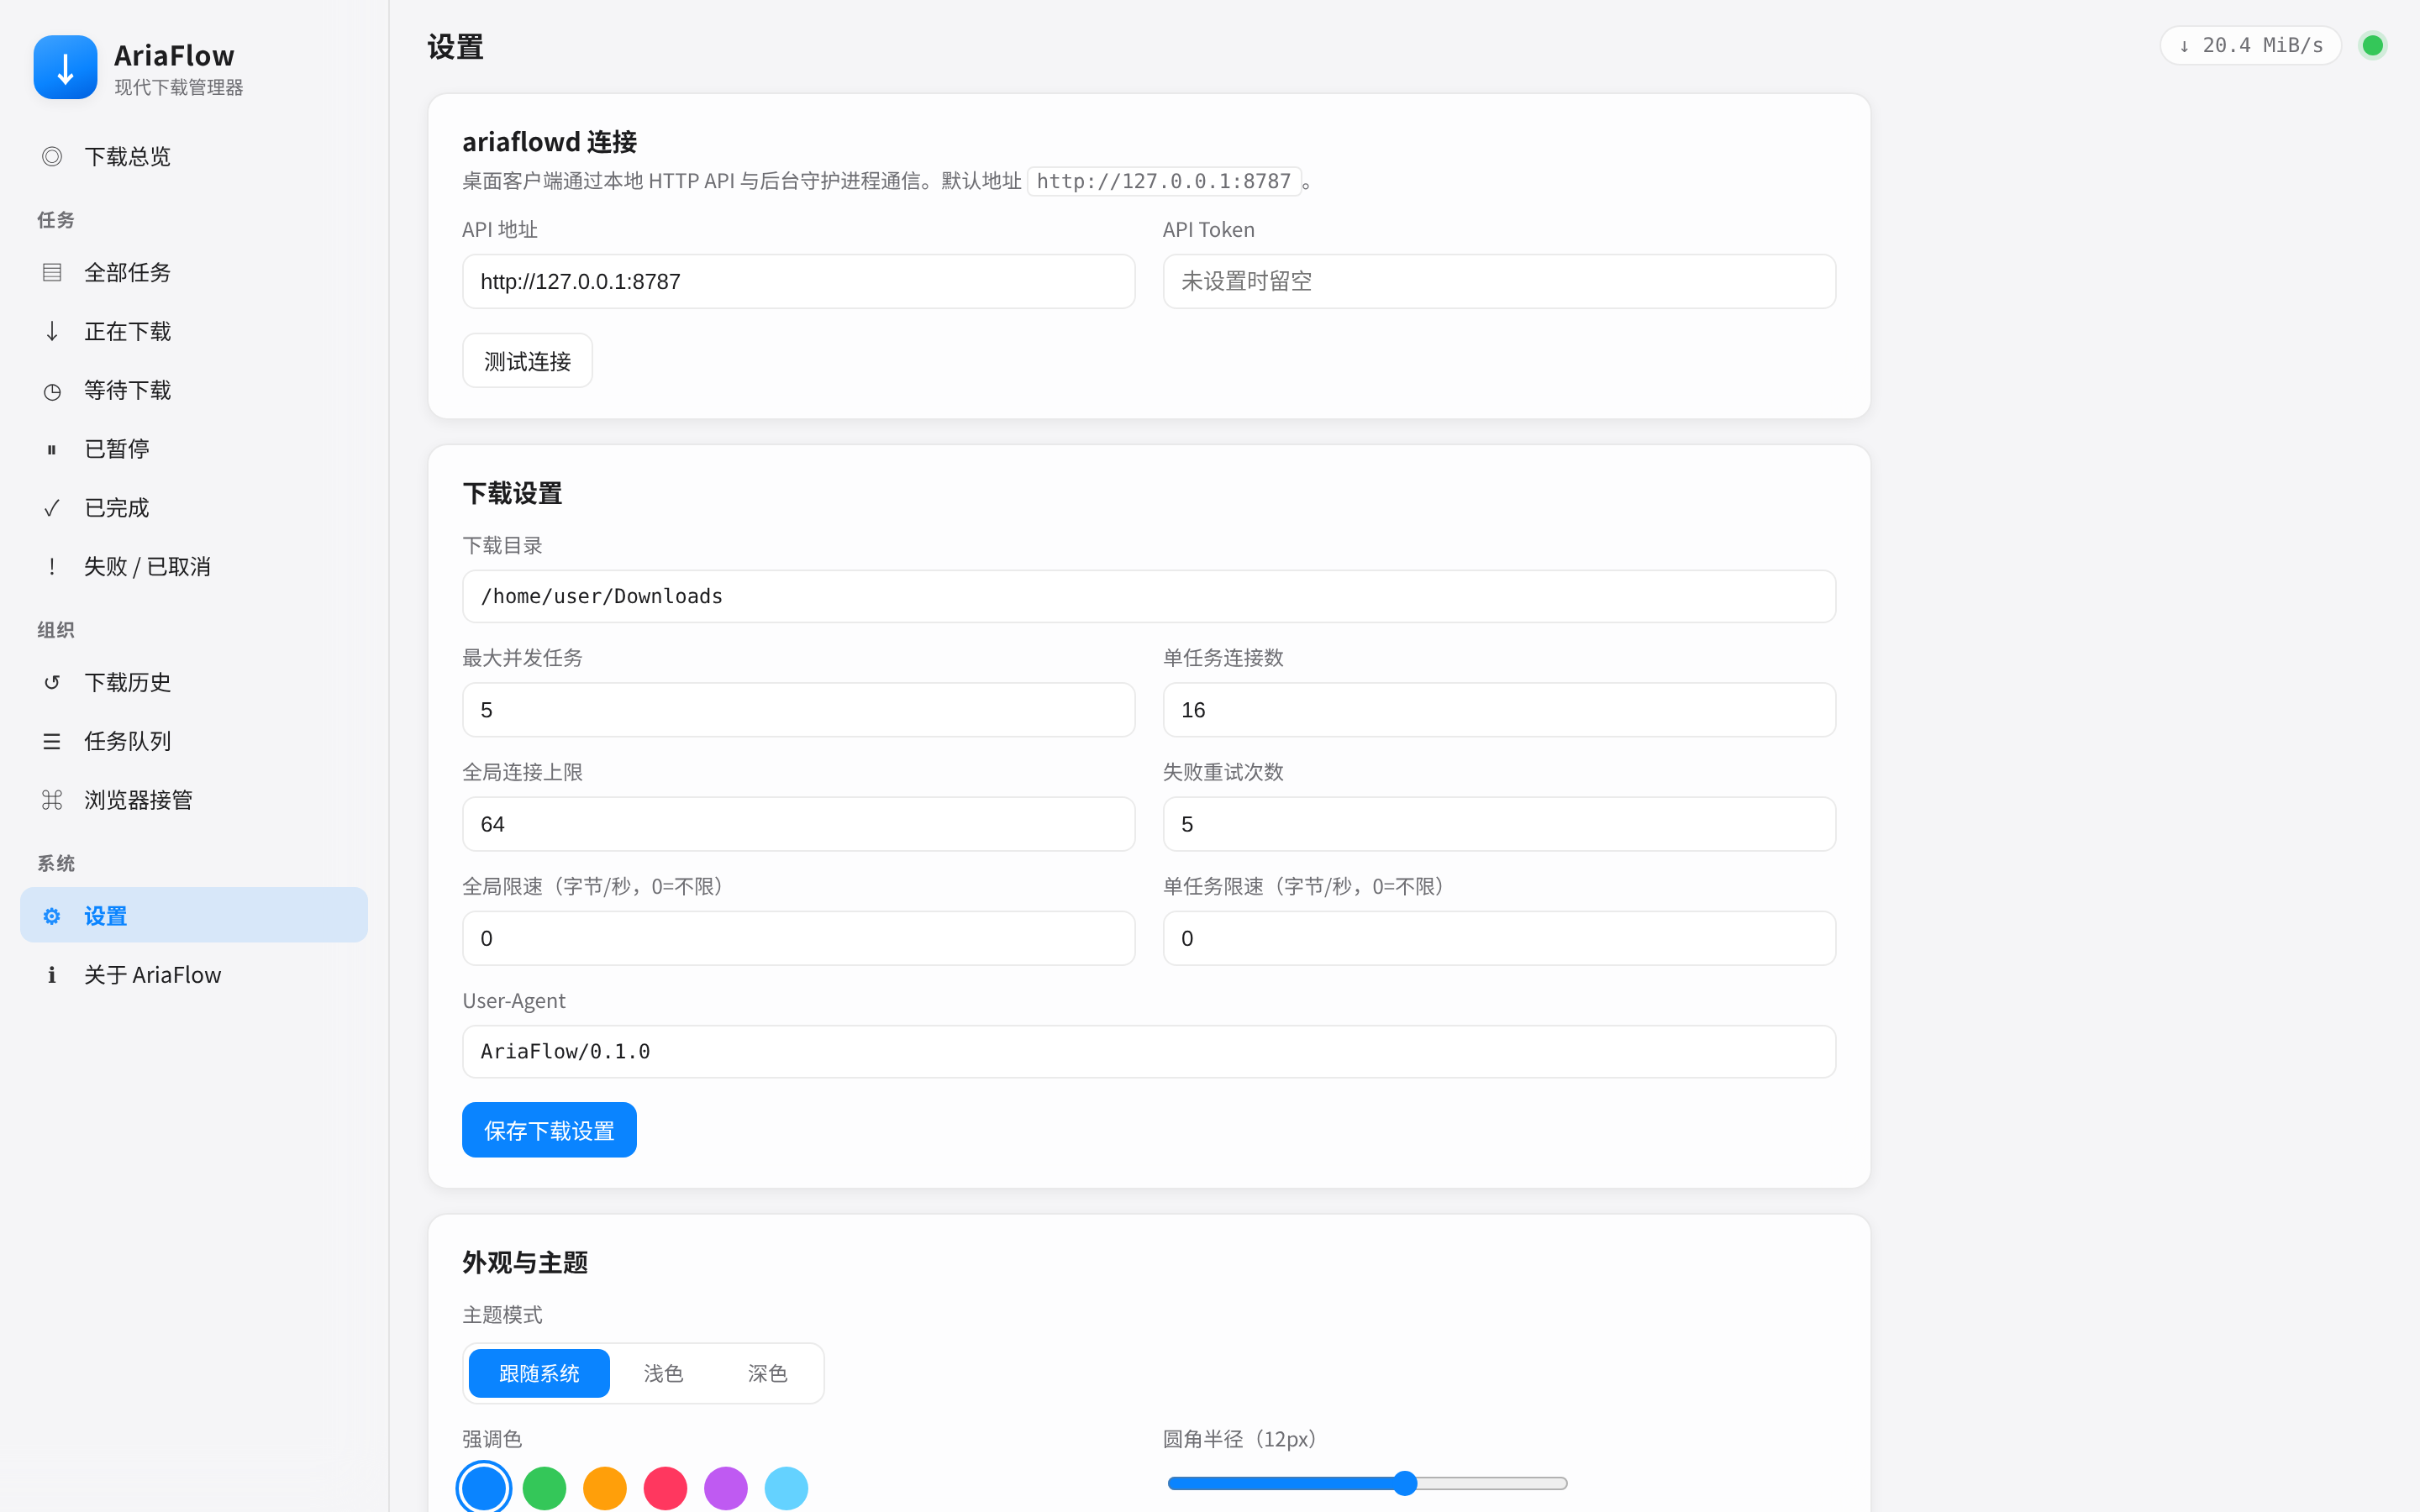 AriaFlow
现代下载管理器
下载总览
任务
全部任务
正在下载
等待下载
已暂停
已完成
失败 / 已取消
组织
下载历史
任务队列
浏览器接管
系统
设置
关于 AriaFlow
设置
↓ 20.4 MiB/s
ariaflowd 连接
桌面客户端通过本地 HTTP API 与后台守护进程通信。默认地址 http://127.0.0.1:8787 。
API 地址
API Token
http://127.0.0.1:8787
未设置时留空
测试连接
下载设置
下载目录
/home/user/Downloads
最大并发任务
单任务连接数
5
16
全局连接上限
失败重试次数
64
5
全局限速（字节/秒，0=不限）
单任务限速（字节/秒，0=不限）
0
0
User-Agent
AriaFlow/0.1.0
保存下载设置
外观与主题
主题模式
跟随系统
浅色
深色
强调色
圆角半径（12px）